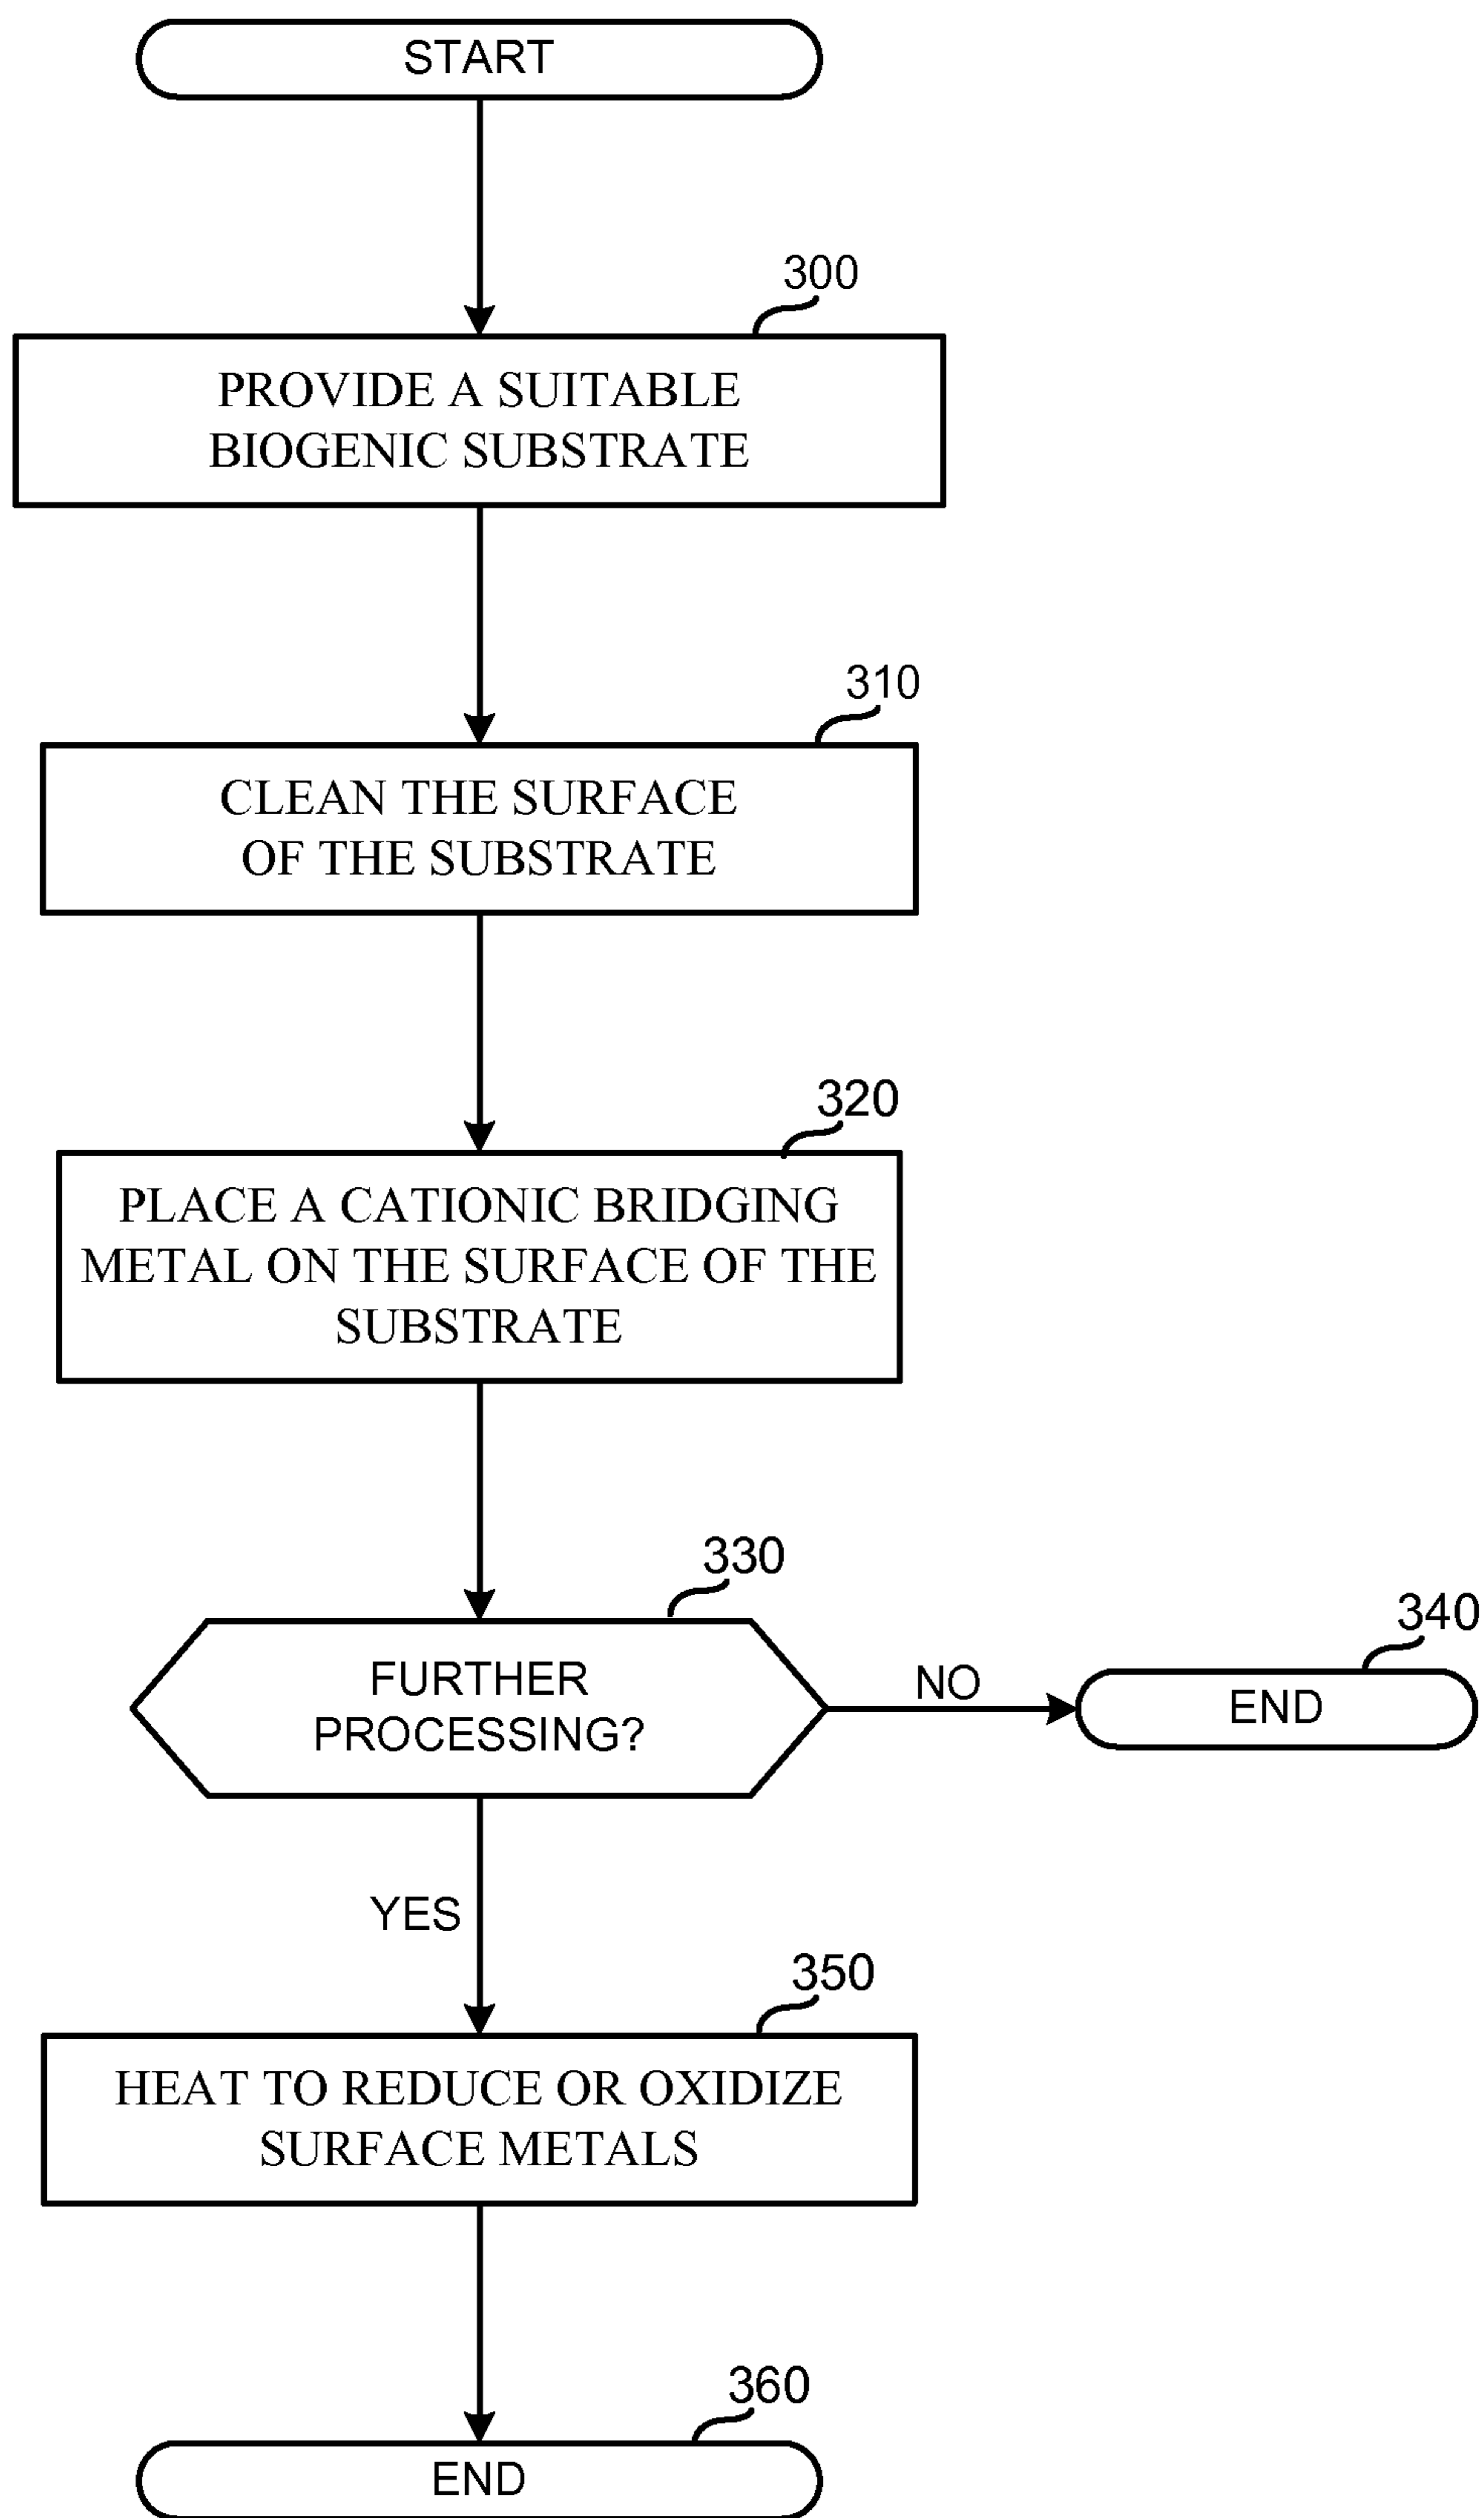 START
300
PROVIDE A SUITABLE
BIOGENIC SUBSTRATE
310
CLEAN THE SURFACE
OF THE SUBSTRATE
320
PLACE A CATIONIC BRIDGING
METAL ON THE SURFACE OF THE
SUBSTRATE
330
FURTHER
PROCESSING?
NO
340
END
YES
350
HEAT TO REDUCE OR OXIDIZE
SURFACE METALS
360
END